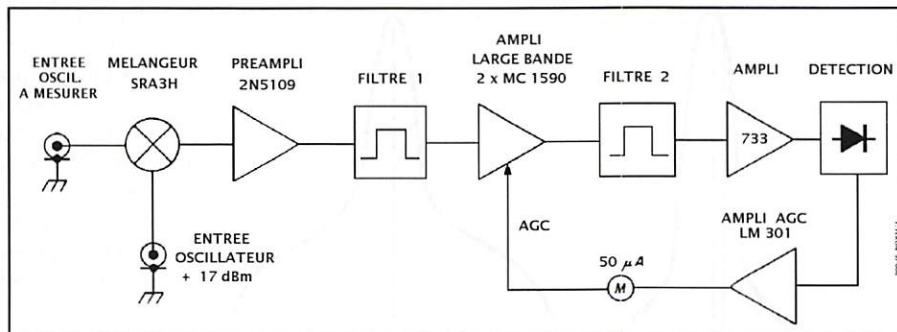 ENTREE
OSCIL.
A MESURER
MELANGEUR
SRA3H
PREAMPLI
2N5109
FILTRE 1
AMPLI
LARGE BANDE
2 x MC 1590
FILTRE 2
AMPLI
733
DETECTION
ENTREE
OSCILLATEUR
+ 17 dBm
AGC
50 µA
M
AMPLI AGC
LM 301